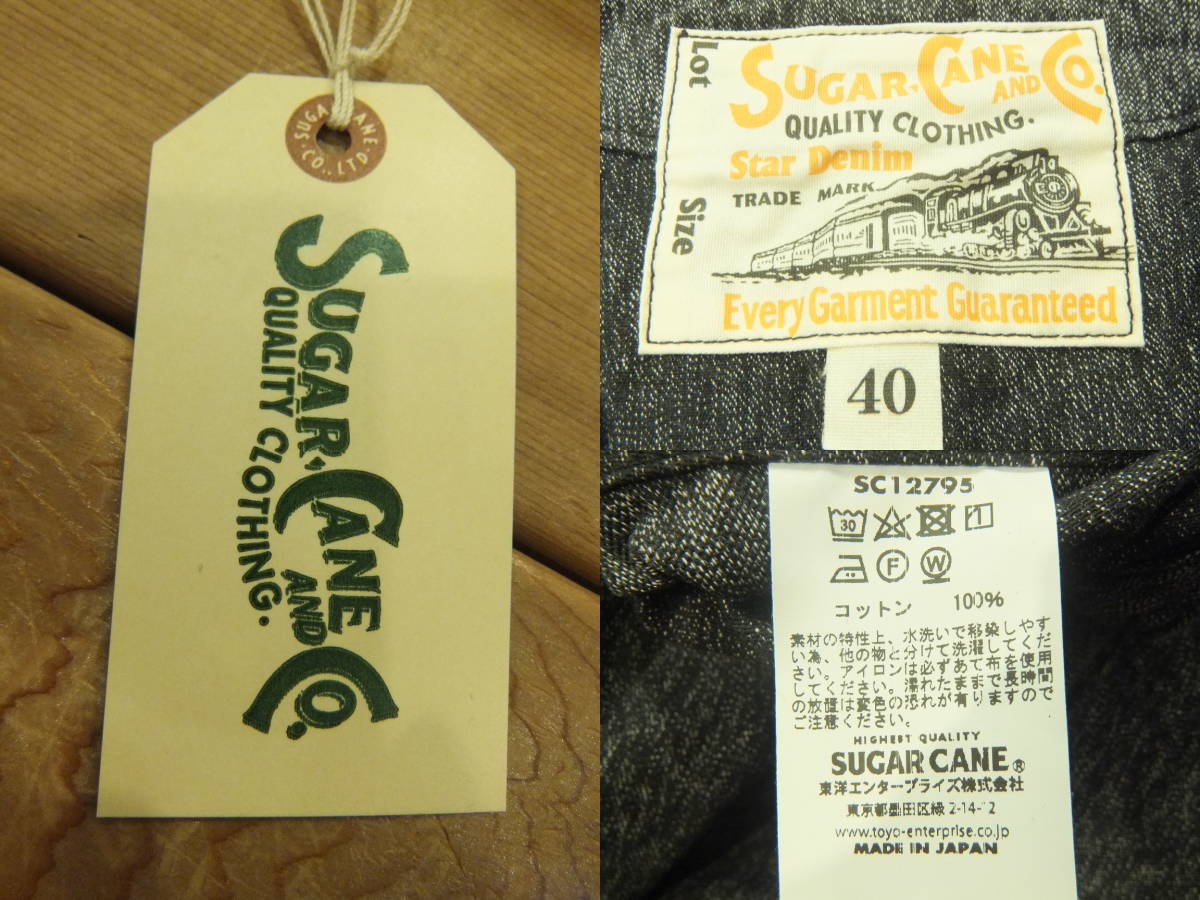 SUGAR CANE
CO., LTD.
SUGAR CANE
AND CO.
QUALITY CLOTHING.
Lot
Size
SUGAR CANE
AND CO.
QUALITY CLOTHING.
Star Denim
TRADE MARK
Every Garment Guaranteed
40
SC12795
30
1
F W
コットン 100%
素材の特性上、水洗いで移染しやす
い為、他の物と分けて洗濯してくだ
さい。アイロンは必ずあて布を使用
してください。濡れたままで長時間
の放置は変色の恐れが有りますので
ご注意ください。
HIGHEST QUALITY
SUGAR CANE®
東洋エンタープライズ株式会社
東京都墨田区緑 2-14-12
www.toyo-enterprise.co.jp
MADE IN JAPAN